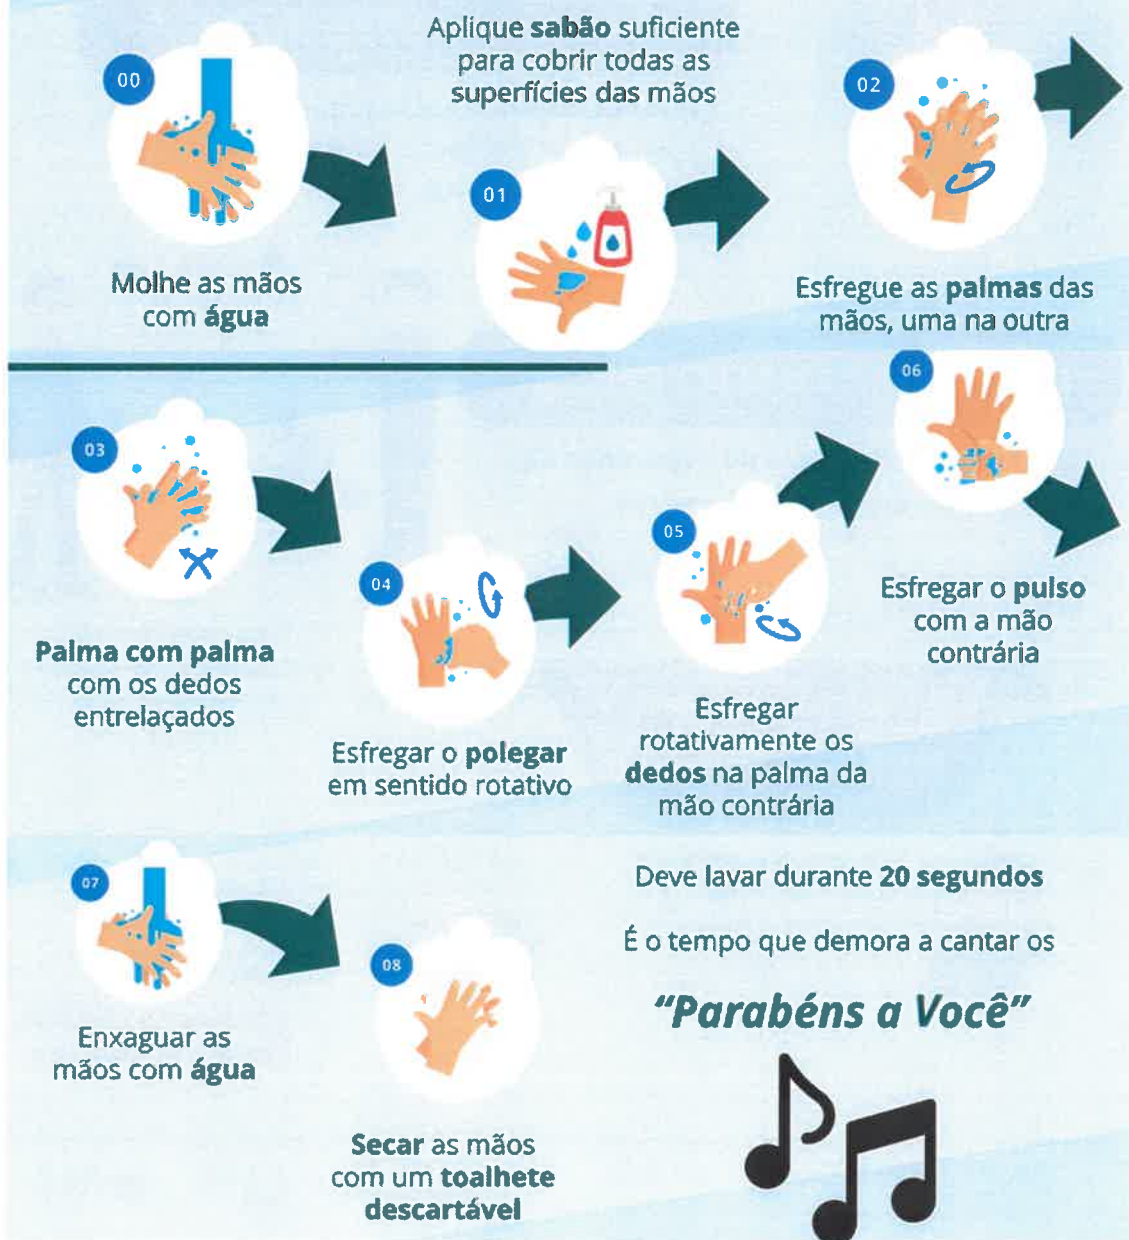 00
Molhe as mãos
com água
Aplique sabão suficiente
para cobrir todas as
superfícies das mãos
01
02
Esfregue as palmas das
mãos, uma na outra
03
Palma com palma
com os dedos
entrelaçados
04
Esfregar o polegar
em sentido rotativo
05
Esfregar
rotativamente os
dedos na palma da
mão contrária
06
Esfregar o pulso
com a mão
contrária
07
Enxaguar as
mãos com água
08
Secar as mãos
com um toalhete
descartável
Deve lavar durante 20 segundos
É o tempo que demora a cantar os
"Parabéns a Você"